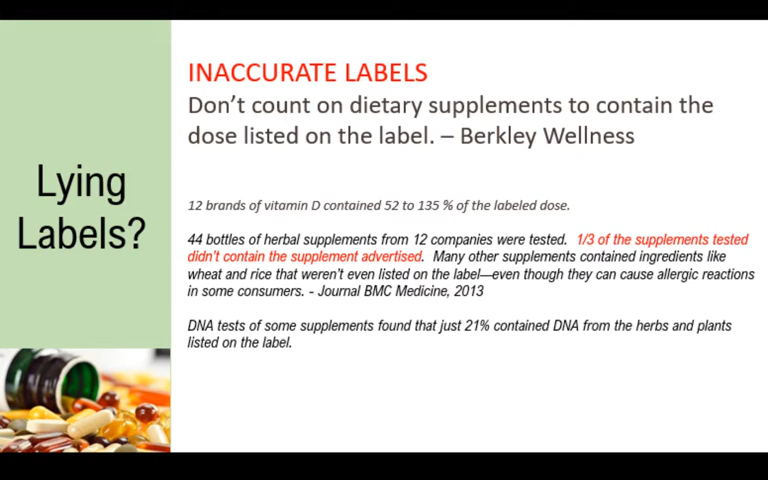 Lying
Labels?
INACCURATE LABELS
Don't count on dietary supplements to contain the
dose listed on the label. – Berkley Wellness
12 brands of vitamin D contained 52 to 135 % of the labeled dose.
44 bottles of herbal supplements from 12 companies were tested.  1/3 of the supplements tested
didn't contain the supplement advertised.  Many other supplements contained ingredients like
wheat and rice that weren't even listed on the label—even though they can cause allergic reactions
in some consumers. - Journal BMC Medicine, 2013
DNA tests of some supplements found that just 21% contained DNA from the herbs and plants
listed on the label.